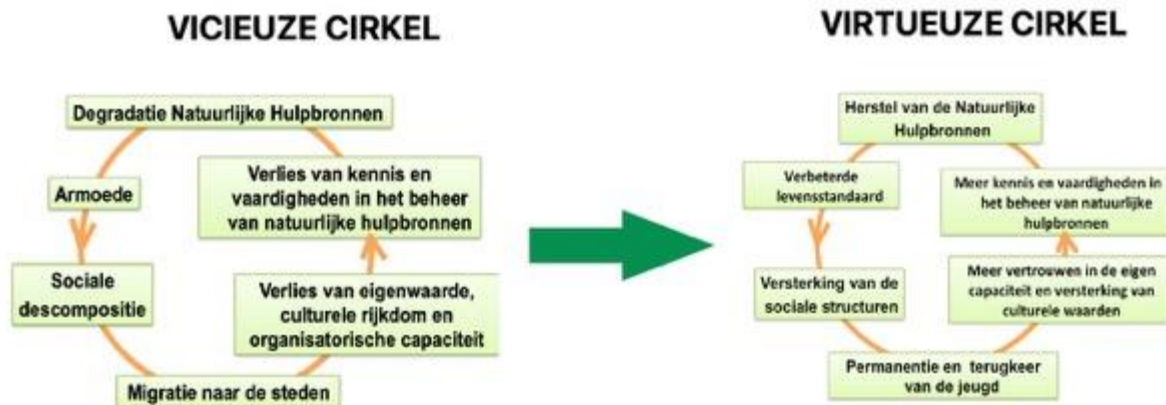 VICIEUZE CIRKEL
Degradatie Natuurlijke Hulpbronnen
Armoede
Sociale
descompositie
Migratie naar de steden
Verlies van eigenwaarde,
culturele rijkdom en
organisatorische capaciteit
Verlies van kennis en
vaardigheden in het beheer
van natuurlijke hulpbronnen
VIRTUEUZE CIRKEL
Herstel van de Natuurlijke
Hulpbronnen
Verbeterde
levensstandaard
Versterking van de
sociale structuren
Permanentie en terugkeer
van de jeugd
Meer vertrouwen in de eigen
capaciteit en versterking van
culturele waarden
Meer kennis en vaardigheden in
het beheer van natuurlijke
hulpbronnen